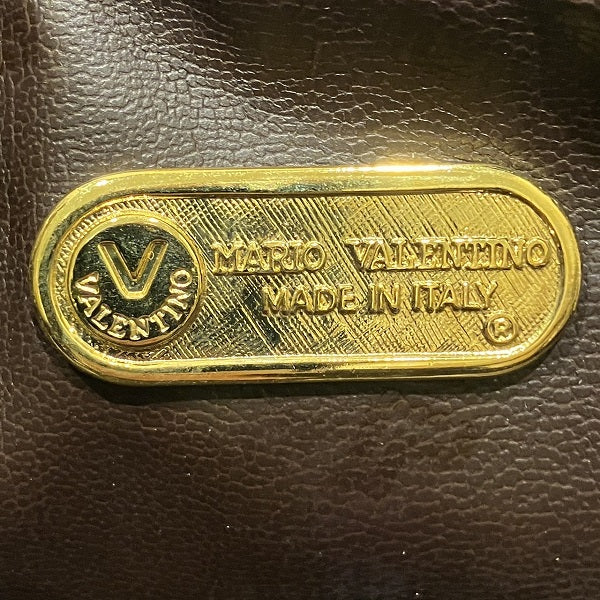 V
VALENTINO
MARIO VALENTINO
MADE IN ITALY
®